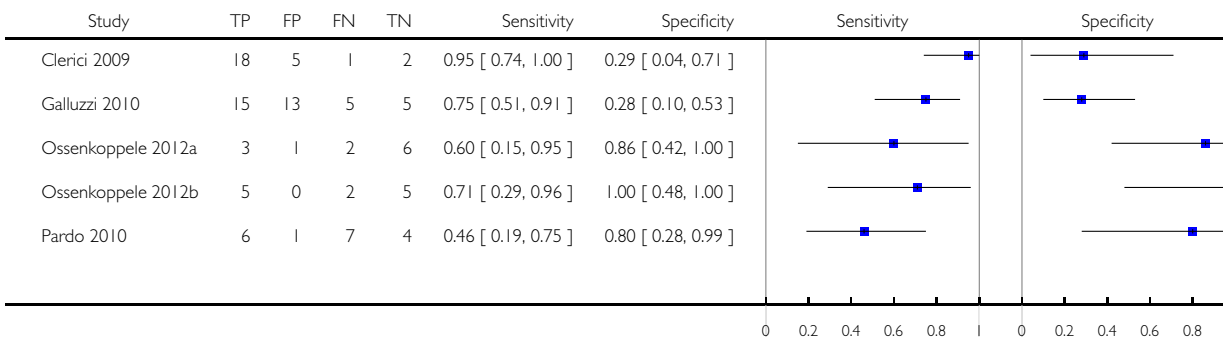 Study TP FP FN TN Sensitivity Specificity Sensitivity Specificity
Clerici 2009 18 5 1 2 0.95 [ 0.74, 1.00 ] 0.29 [ 0.04, 0.71 ]
Galluzzi 2010 15 13 5 5 0.75 [ 0.51, 0.91 ] 0.28 [ 0.10, 0.53 ]
Ossenkoppele 2012a 3 1 2 6 0.60 [ 0.15, 0.95 ] 0.86 [ 0.42, 1.00 ]
Ossenkoppele 2012b 5 0 2 5 0.71 [ 0.29, 0.96 ] 1.00 [ 0.48, 1.00 ]
Pardo 2010 6 1 7 4 0.46 [ 0.19, 0.75 ] 0.80 [ 0.28, 0.99 ]
0 0.2 0.4 0.6 0.8 1 0 0.2 0.4 0.6 0.8